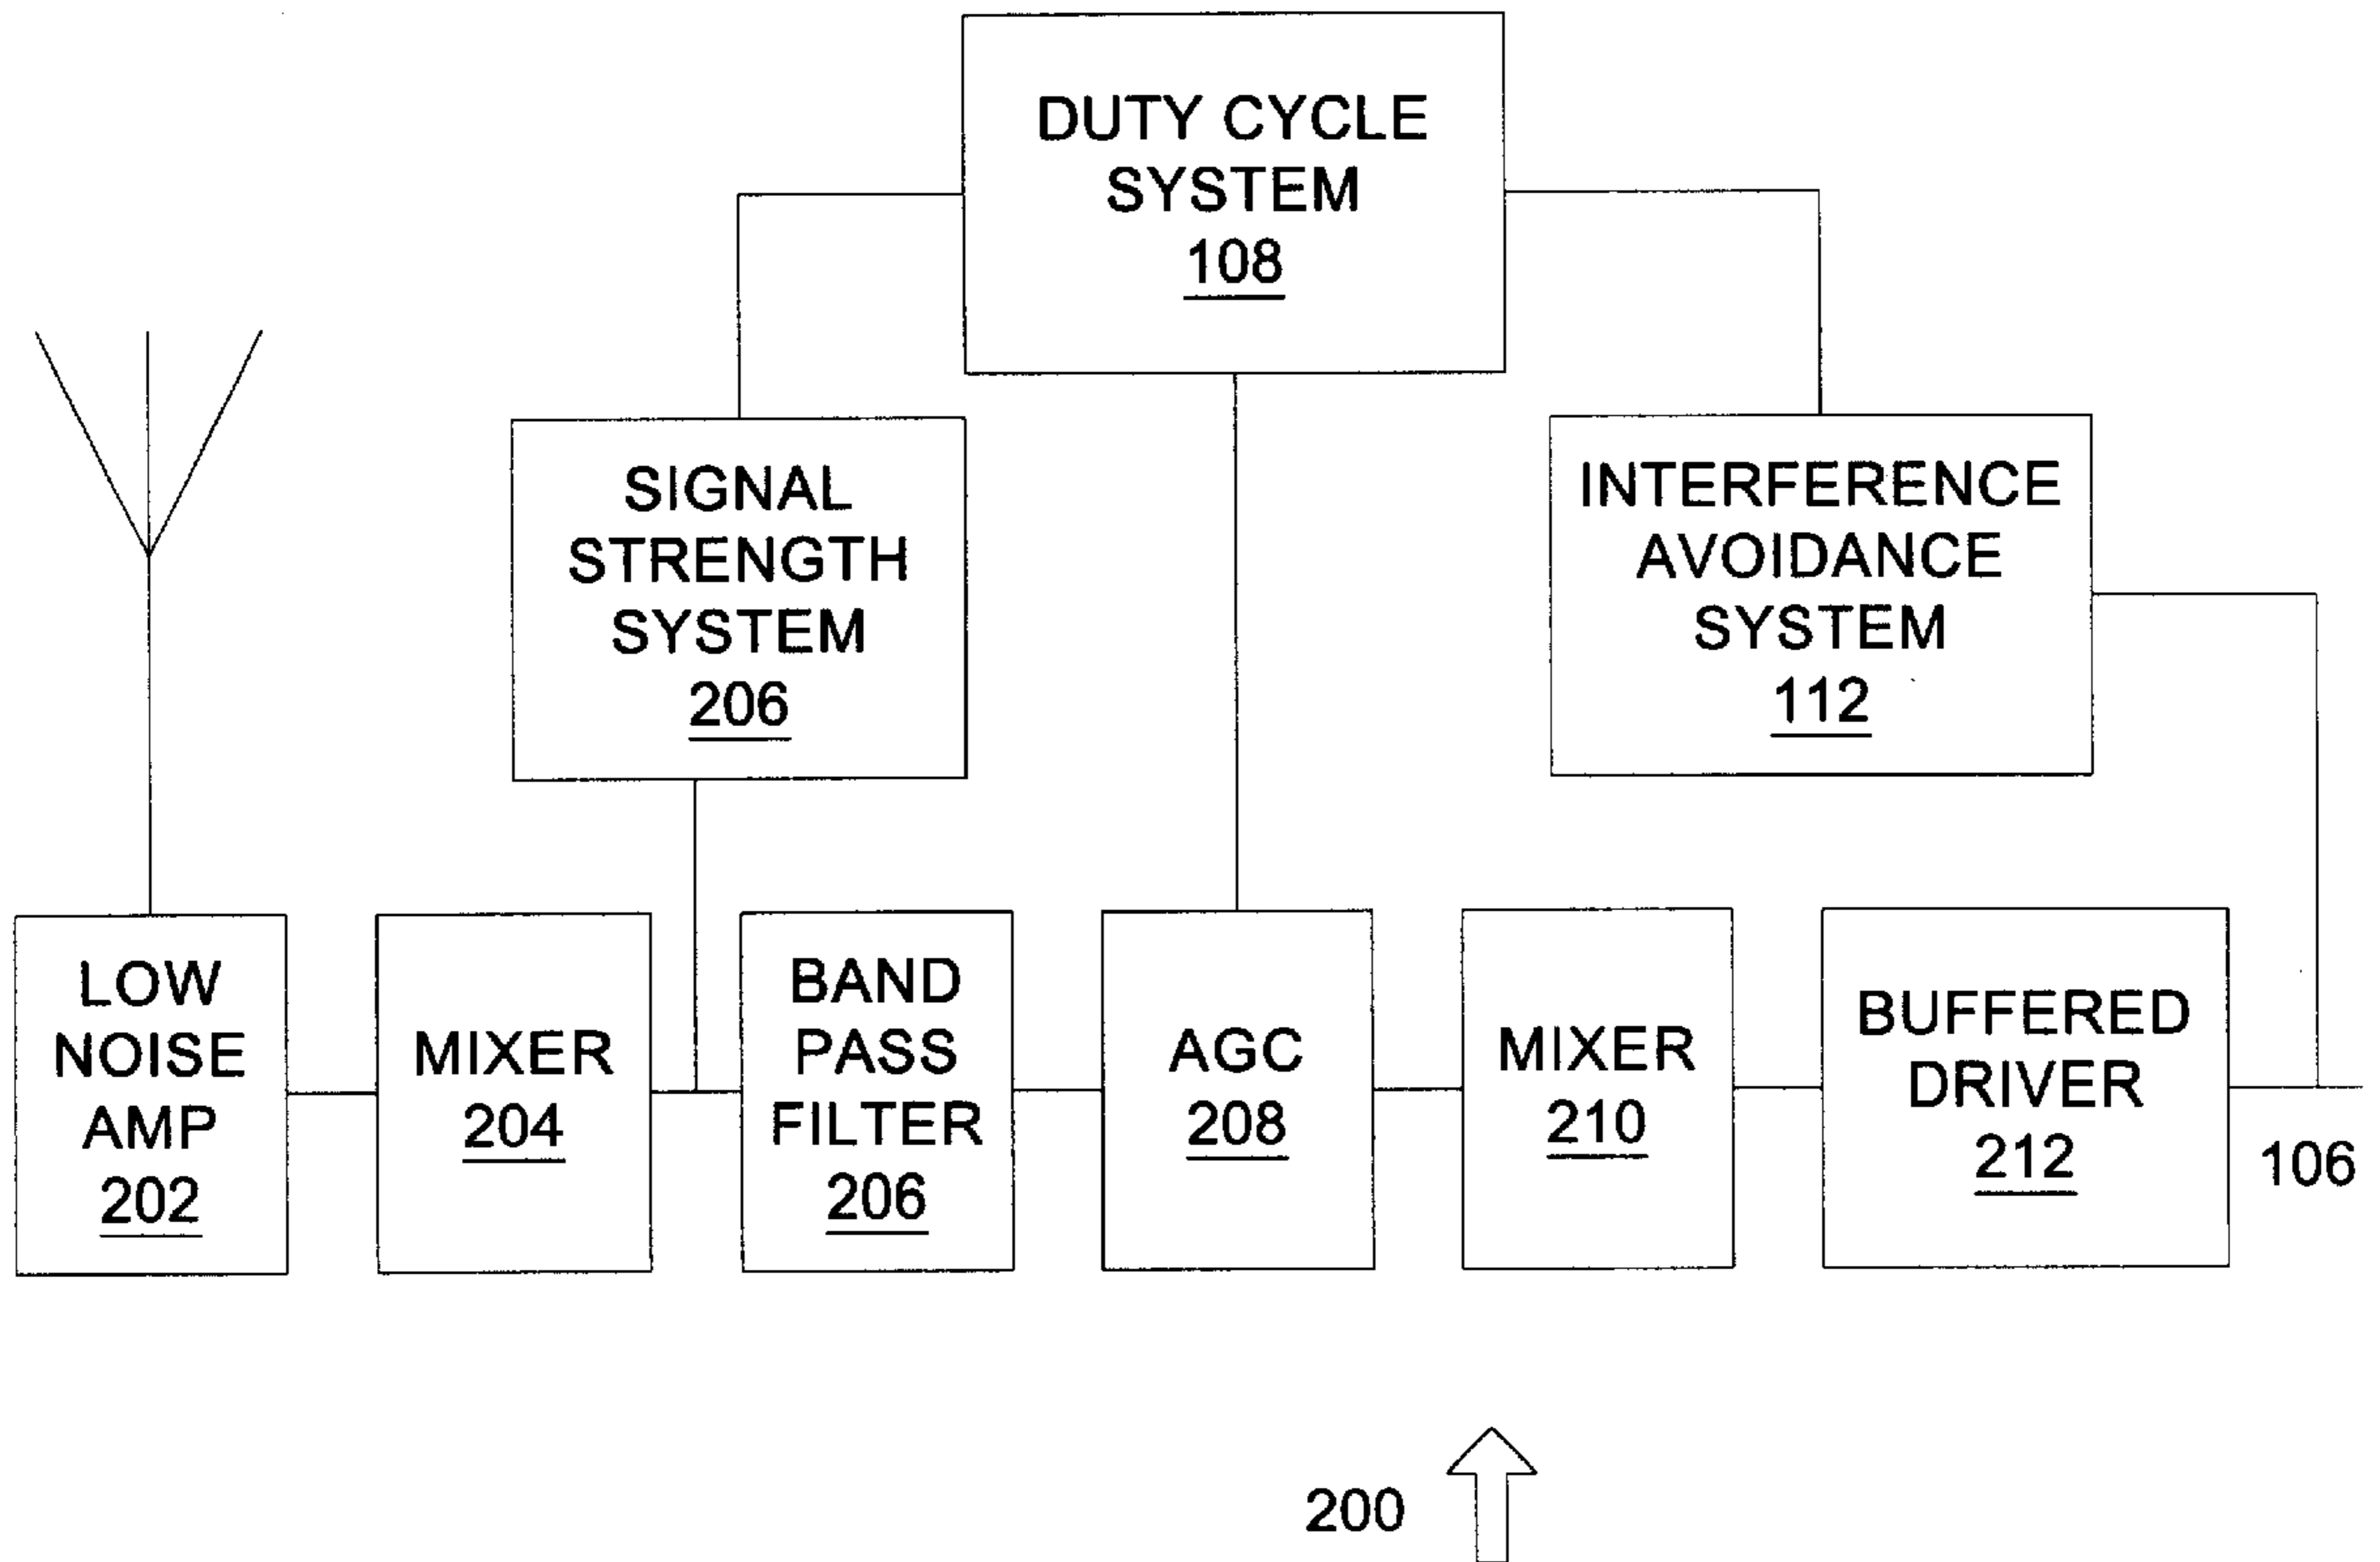 DUTY CYCLE
SYSTEM
108
SIGNAL
STRENGTH
SYSTEM
206
INTERFERENCE
AVOIDANCE
SYSTEM
112
LOW
NOISE
AMP
202
MIXER
204
BAND
PASS
FILTER
206
AGC
208
MIXER
210
BUFFERED
DRIVER
212
106
200